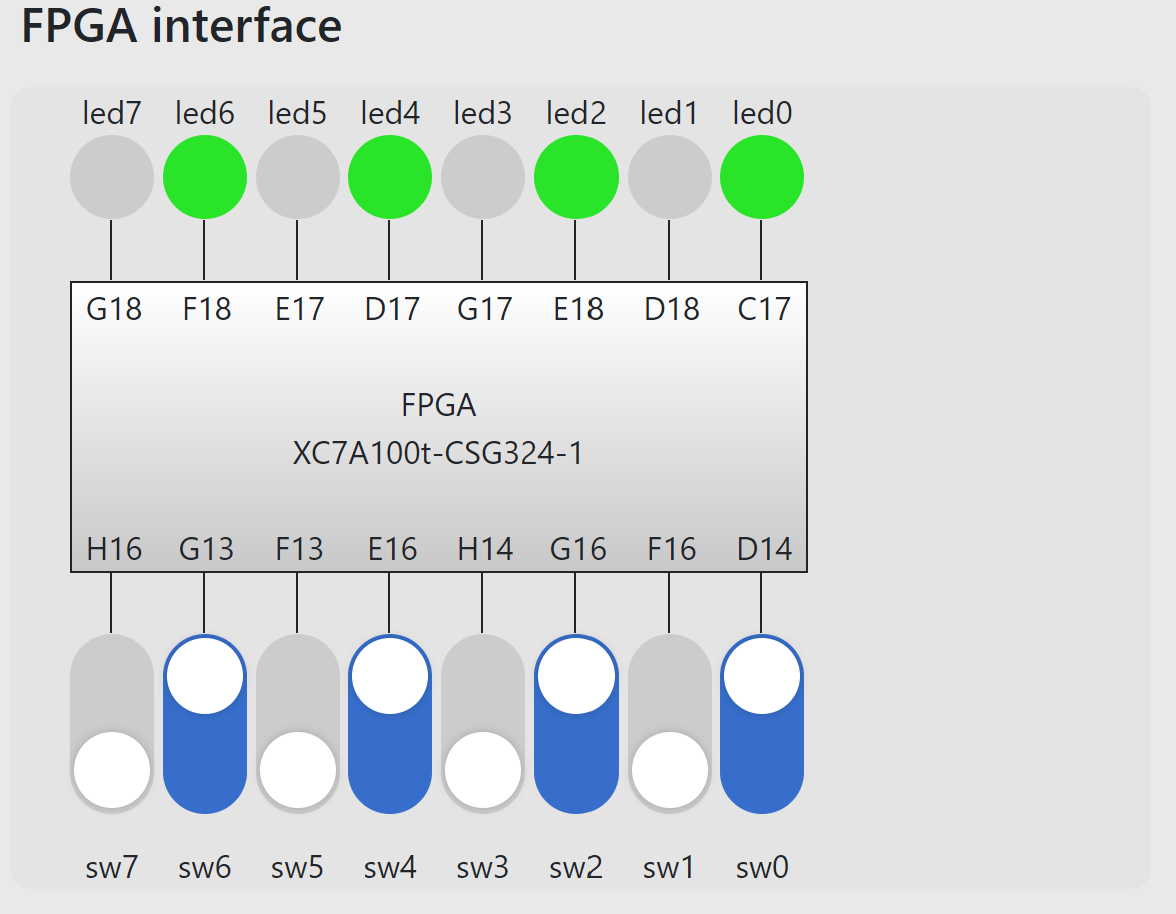 FPGA interface
led7 led6 led5 led4 led3 led2 led1 led0
G18 F18 E17 D17 G17 E18 D18 C17
FPGA
XC7A100t-CSG324-1
H16 G13 F13 E16 H14 G16 F16 D14
sw7 sw6 sw5 sw4 sw3 sw2 sw1 sw0